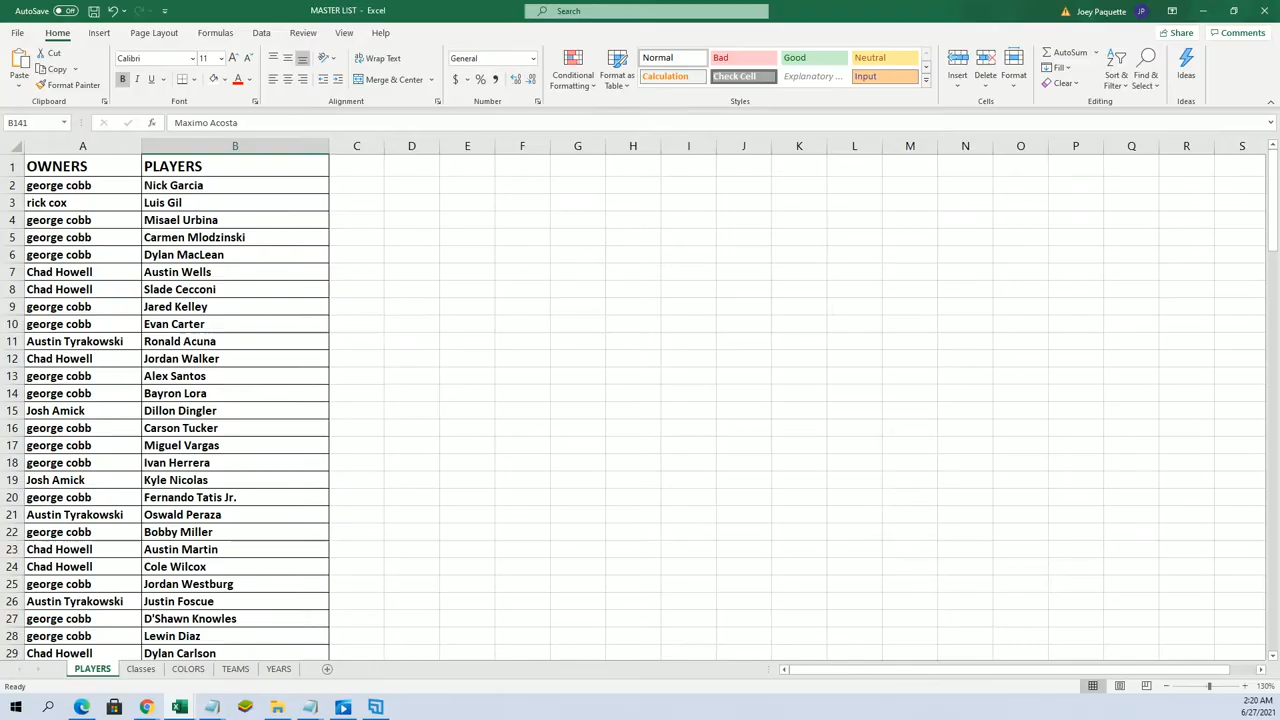 AutoSave Off MASTER LIST - Excel Search Joey Paquette JP
File Home Insert Page Layout Formulas Data Review View Help Share Comments
Paste Cut Copy Format Painter Clipboard
Calibri 11 A A B I U A Font
ab Wrap Text Merge & Center Alignment
General $ % , Number
Conditional Formatting Format as Table
Normal Bad Good Neutral
Calculation Check Cell Explanatory ... Input
Styles
Insert Delete Format Cells
AutoSum Fill Clear Sort & Filter Find & Select Editing
Ideas Ideas
B141 fx Maximo Acosta
A B C D E F G H I J K L M N O P Q R S
1 OWNERS PLAYERS
2 george cobb Nick Garcia
3 rick cox Luis Gil
4 george cobb Misael Urbina
5 george cobb Carmen Mlodzinski
6 george cobb Dylan MacLean
7 Chad Howell Austin Wells
8 Chad Howell Slade Cecconi
9 george cobb Jared Kelley
10 george cobb Evan Carter
11 Austin Tyrakowski Ronald Acuna
12 Chad Howell Jordan Walker
13 george cobb Alex Santos
14 george cobb Bayron Lora
15 Josh Amick Dillon Dingler
16 george cobb Carson Tucker
17 george cobb Miguel Vargas
18 george cobb Ivan Herrera
19 Josh Amick Kyle Nicolas
20 george cobb Fernando Tatis Jr.
21 Austin Tyrakowski Oswald Peraza
22 george cobb Bobby Miller
23 Chad Howell Austin Martin
24 Chad Howell Cole Wilcox
25 george cobb Jordan Westburg
26 Austin Tyrakowski Justin Foscue
27 george cobb D'Shawn Knowles
28 george cobb Lewin Diaz
29 Chad Howell Dylan Carlson
PLAYERS Classes COLORS TEAMS YEARS
Ready 130%
2:20 AM
6/27/2021